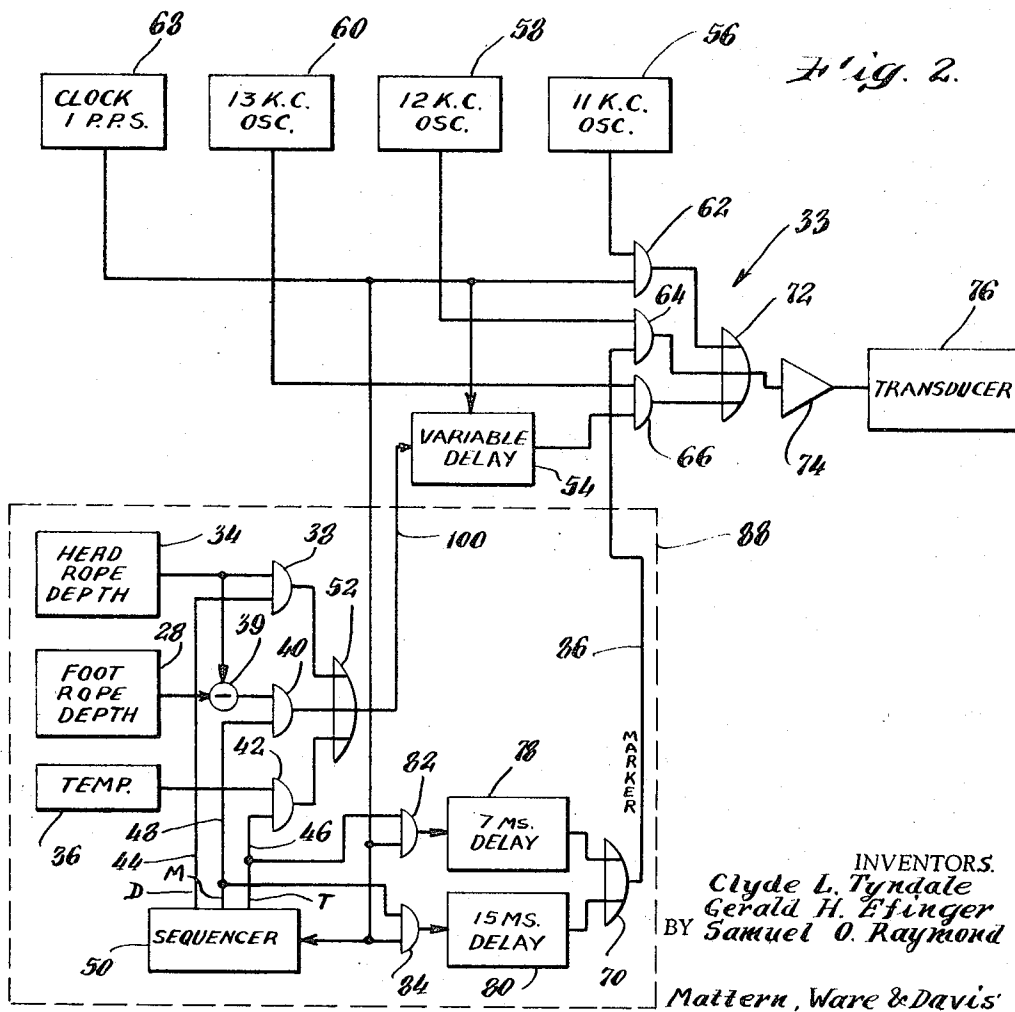 68
60
58
56
Fig. 2.
CLOCK
1 P.P.S.
13 K.C.
OSC.
12 K.C.
OSC.
11 K.C.
OSC.
62
33
64
72
76
TRANSDUCER
VARIABLE
DELAY
66
74
54
34
38
100
88
HEAD
ROPE
DEPTH
52
28
39
40
86
FOOT
ROPE
DEPTH
42
82
78
MARKER
TEMP.
48
46
7 MS.
DELAY
36
44
M
D
T
INVENTORS.
Clyde L. Tyndale
Gerald H. Efinger
BY Samuel O. Raymond
SEQUENCER
15 MS.
DELAY
50
84
80
70
Mattern, Ware & Davis